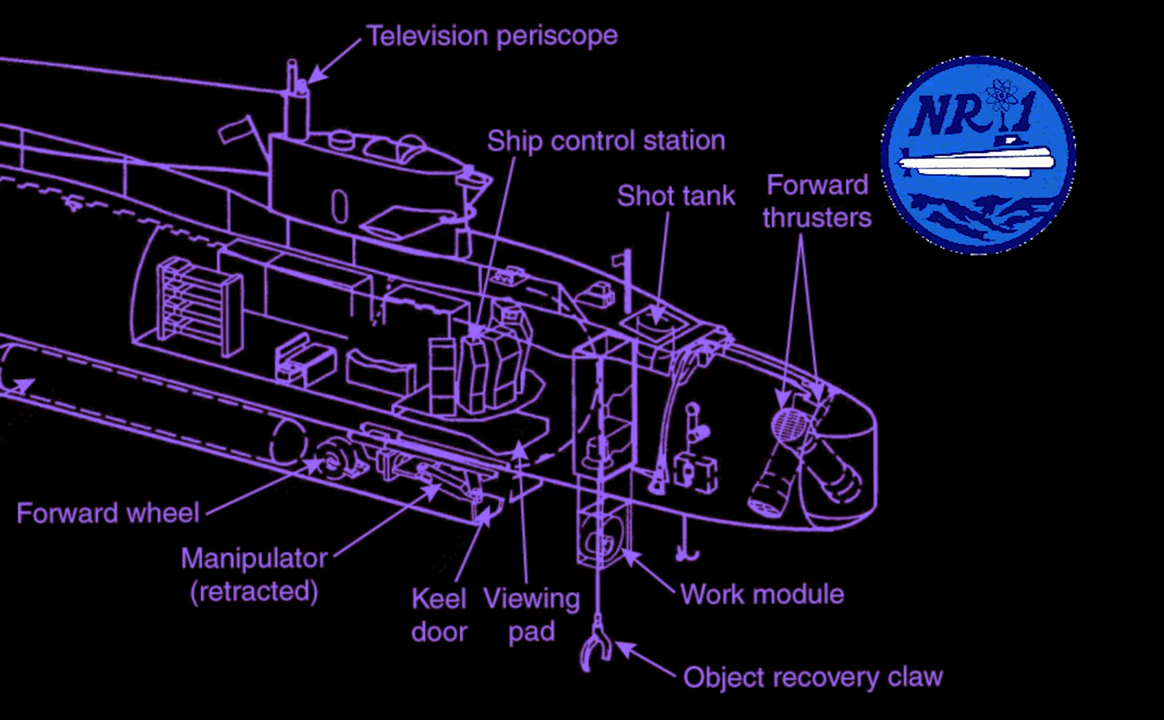 Television periscope
NR-1
Ship control station
Shot tank
Forward
thrusters
Forward wheel
Manipulator
(retracted)
Keel
door
Viewing
pad
Work module
Object recovery claw